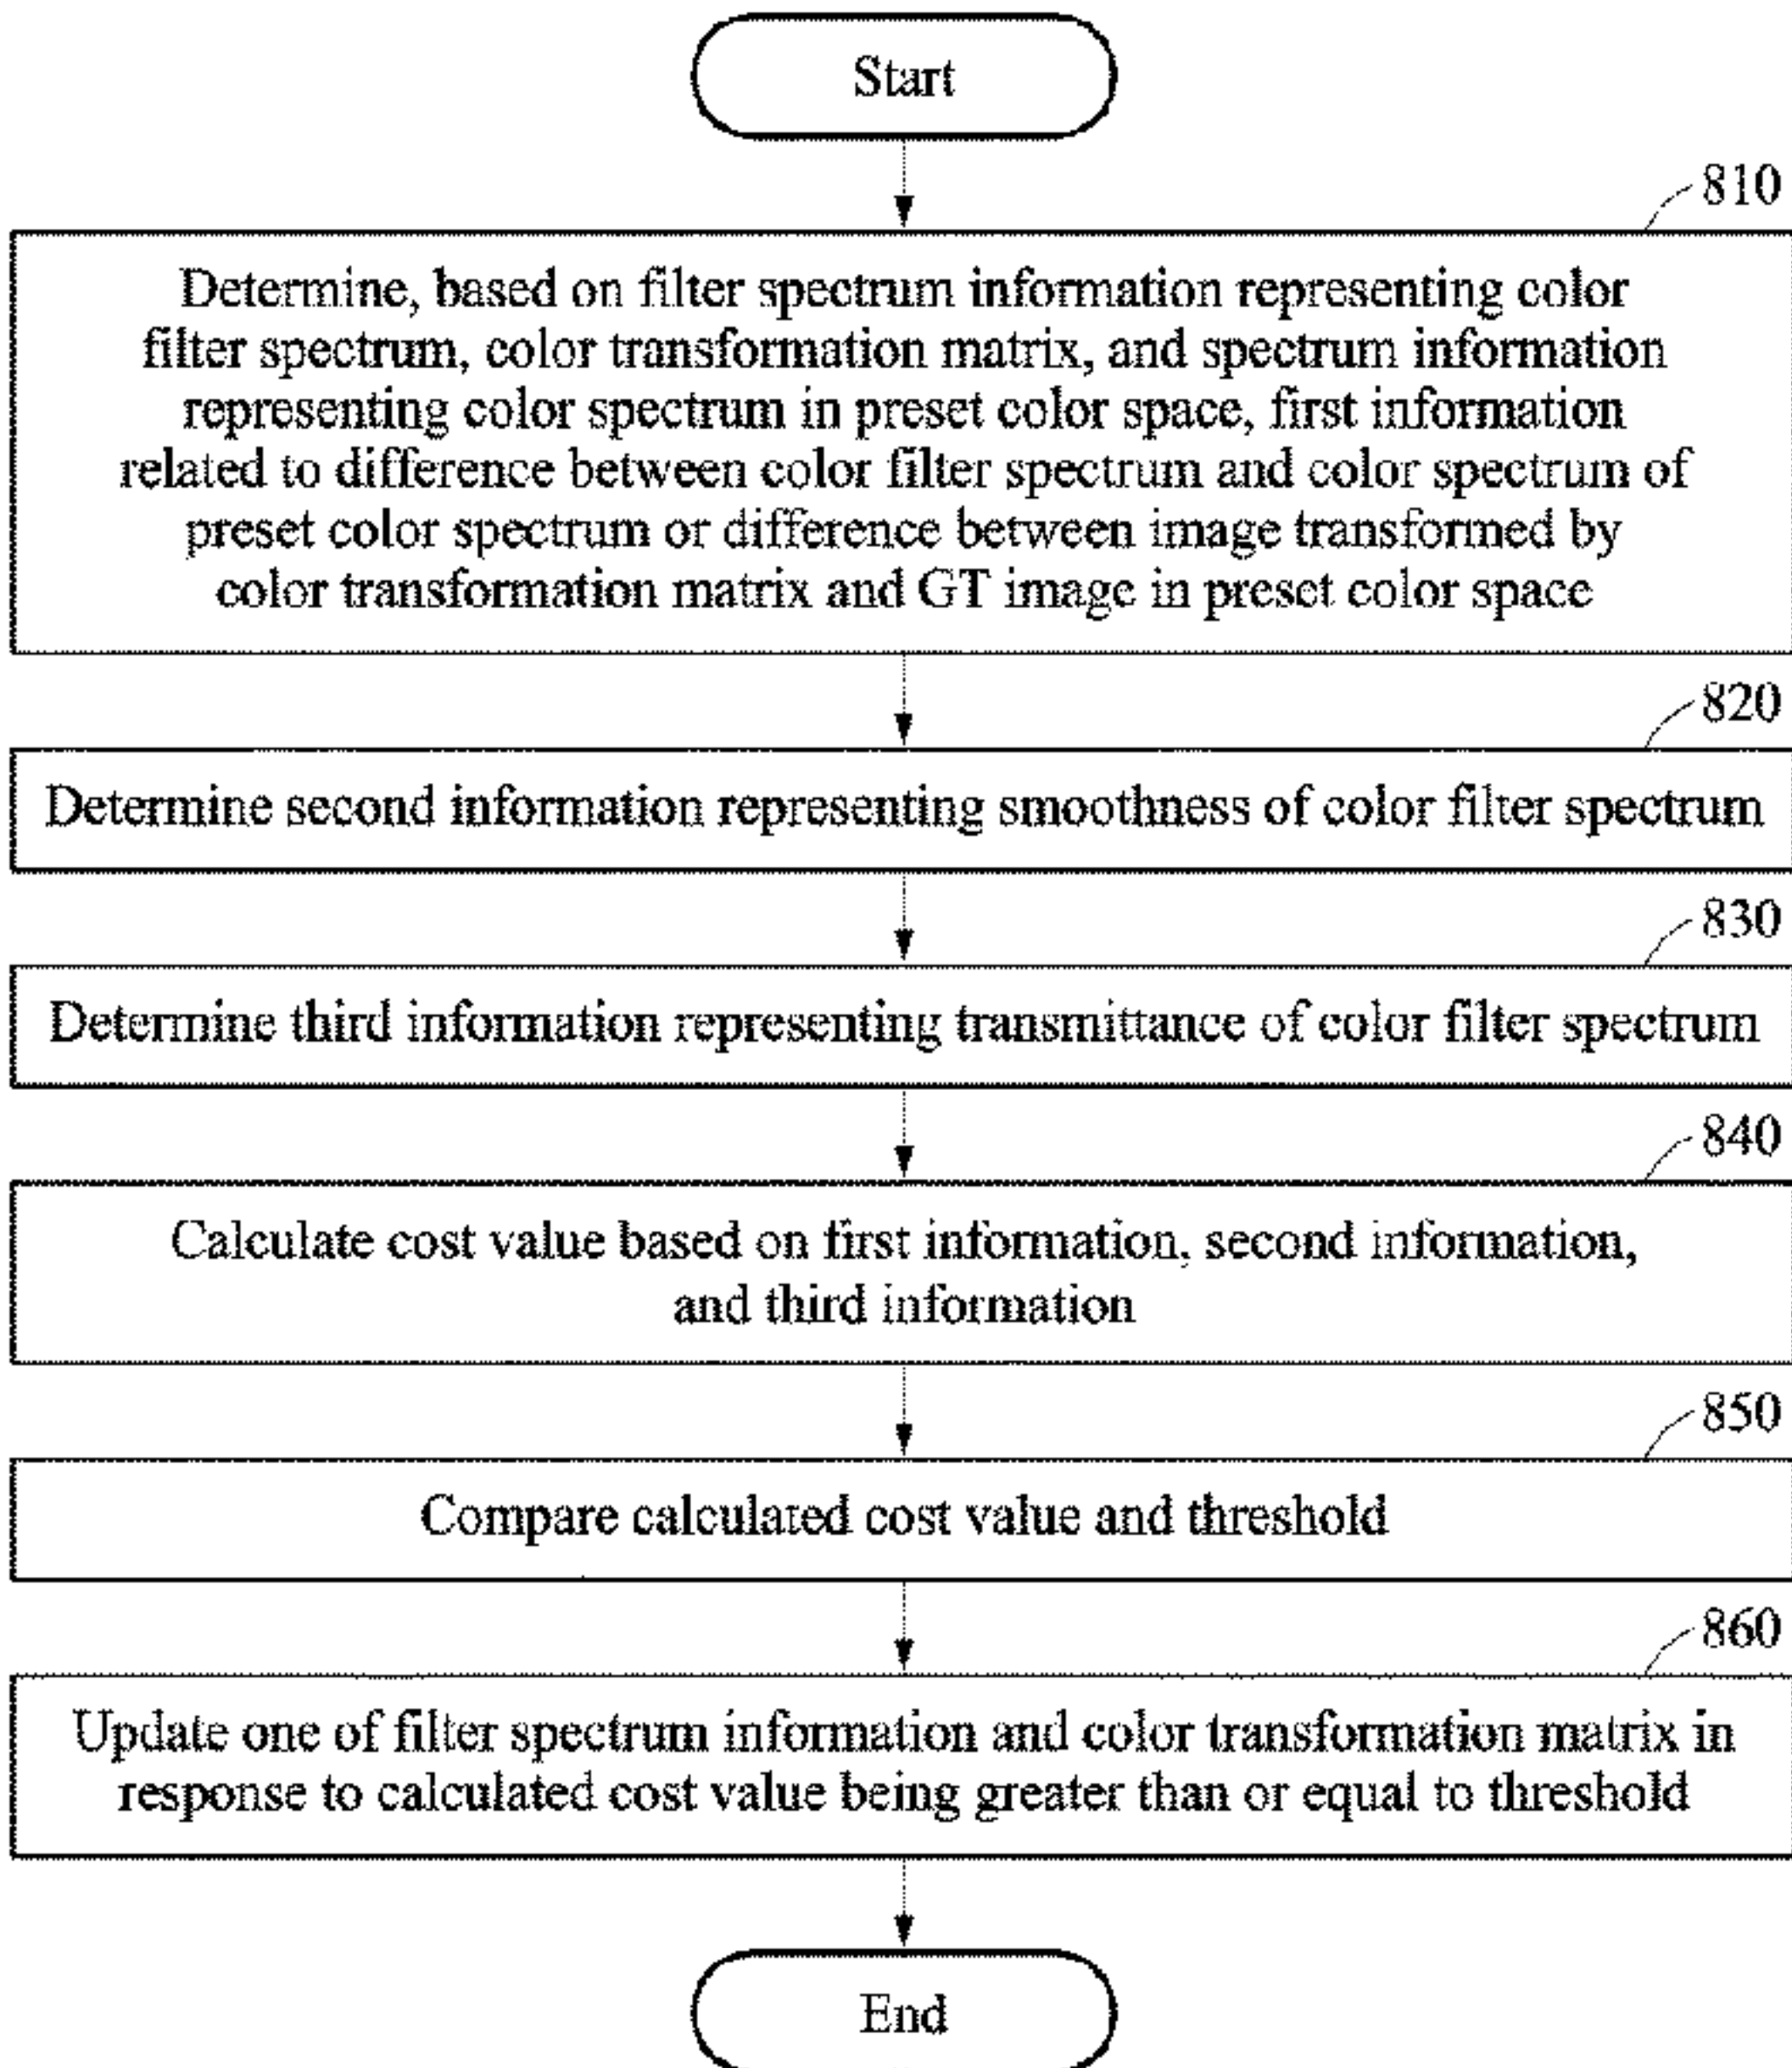 Start
810
Determine, based on filter spectrum information representing color
filter spectrum, color transformation matrix, and spectrum information
representing color spectrum in preset color space, first information
related to difference between color filter spectrum and color spectrum of
preset color spectrum or difference between image transformed by
color transformation matrix and GT image in preset color space
820
Determine second information representing smoothness of color filter spectrum
830
Determine third information representing transmittance of color filter spectrum
840
Calculate cost value based on first information, second information,
and third information
850
Compare calculated cost value and threshold
860
Update one of filter spectrum information and color transformation matrix in
response to calculated cost value being greater than or equal to threshold
End